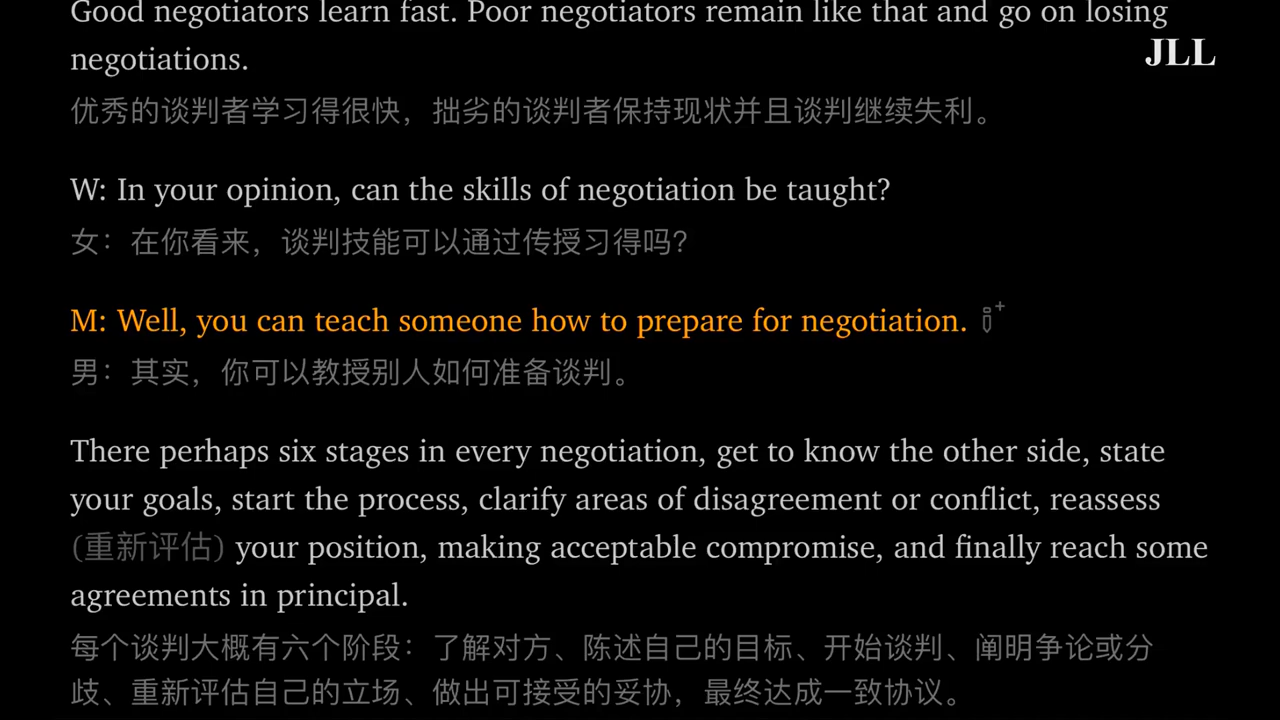 Good negotiators learn fast. Poor negotiators remain like that and go on losing
negotiations.
JLL
优秀的谈判者学习得很快，拙劣的谈判者保持现状并且谈判继续失利。
W: In your opinion, can the skills of negotiation be taught?
女：在你看来，谈判技能可以通过传授习得吗？
M: Well, you can teach someone how to prepare for negotiation.
男：其实，你可以教授别人如何准备谈判。
There perhaps six stages in every negotiation, get to know the other side, state
your goals, start the process, clarify areas of disagreement or conflict, reassess
(重新评估) your position, making acceptable compromise, and finally reach some
agreements in principal.
每个谈判大概有六个阶段：了解对方、陈述自己的目标、开始谈判、阐明争论或分
歧、重新评估自己的立场、做出可接受的妥协，最终达成一致协议。